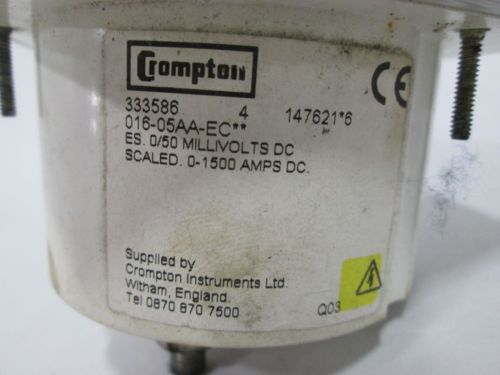 Crompton
CE
333586 4 147621*6
016-05AA-EC**
ES. 0/50 MILLIVOLTS DC
SCALED. 0-1500 AMPS DC.
Supplied by
Crompton Instruments Ltd.
Witham, England.
Tel 0870 870 7500
Q03